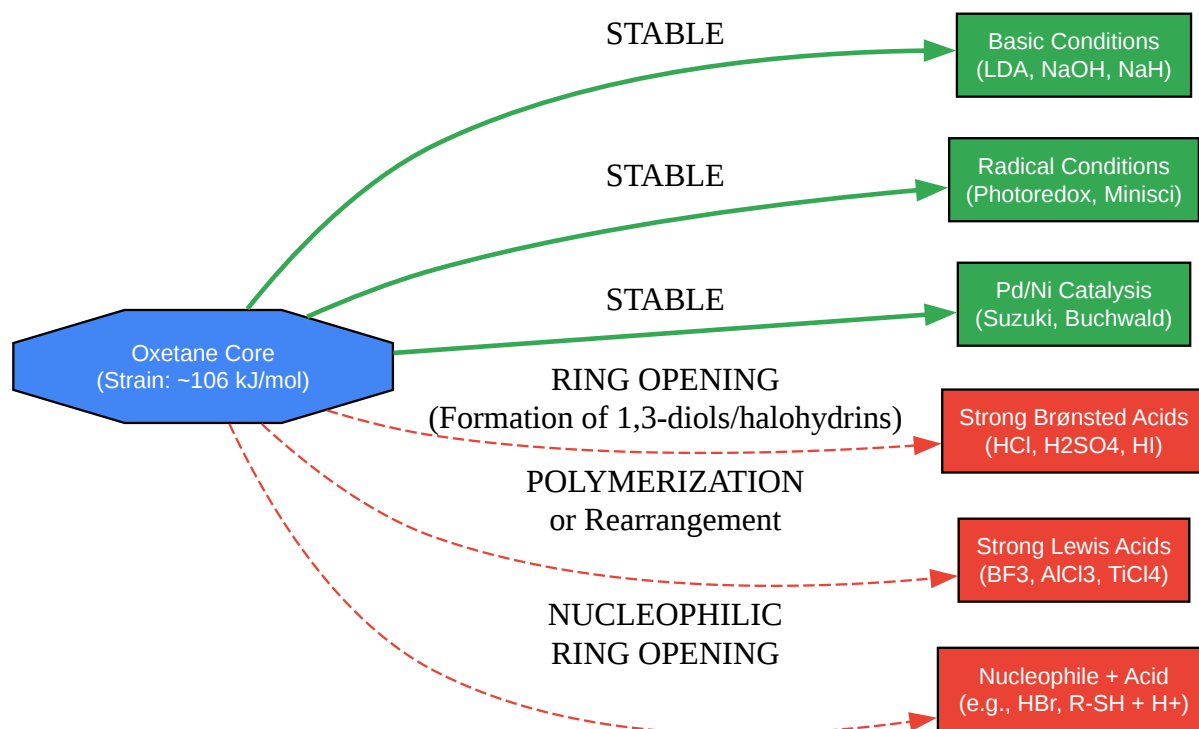 STABLE
Basic Conditions
(LDA, NaOH, NaH)
STABLE
Radical Conditions
(Photoredox, Minisci)
STABLE
Pd/Ni Catalysis
(Suzuki, Buchwald)
Oxetane Core
(Strain: ~106 kJ/mol)
RING OPENING
(Formation of 1,3-diols/halohydrins)
Strong Brønsted Acids
(HCl, H2SO4, HI)
POLYMERIZATION
or Rearrangement
Strong Lewis Acids
(BF3, AlCl3, TiCl4)
NUCLEOPHILIC
RING OPENING
Nucleophile + Acid
(e.g., HBr, R-SH + H+)